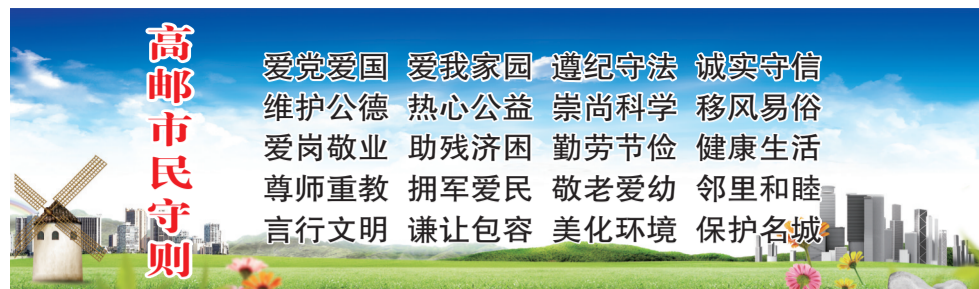 高邮市民守则
爱党爱国 爱我家园 遵纪守法 诚实守信
维护公德 热心公益 崇尚科学 移风易俗
爱岗敬业 助残济困 勤劳节俭 健康生活
尊师重教 拥军爱民 敬老爱幼 邻里和睦
言行文明 谦让包容 美化环境 保护名城